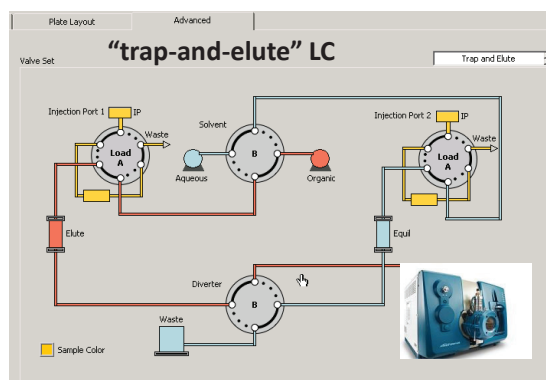 Plate Layout
Advanced
"trap-and-elute" LC
Valve Set
Trap and Elute
Injection Port 1
IP
Waste
Load
A
Solvent
B
Aqueous
Organic
Injection Port 2
IP
Waste
Load
A
Elute
Equil
Diverter
B
Waste
Sample Color